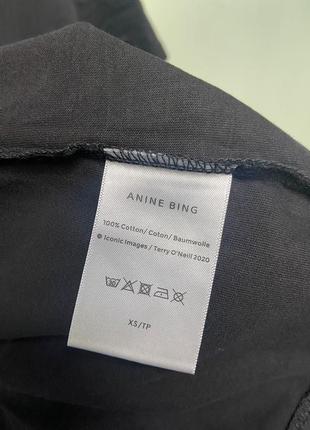 ANINE BING
100% Cotton/ Coton/ Baumwolle
© Iconic Images / Terry O'Neill 2020
XS/TP